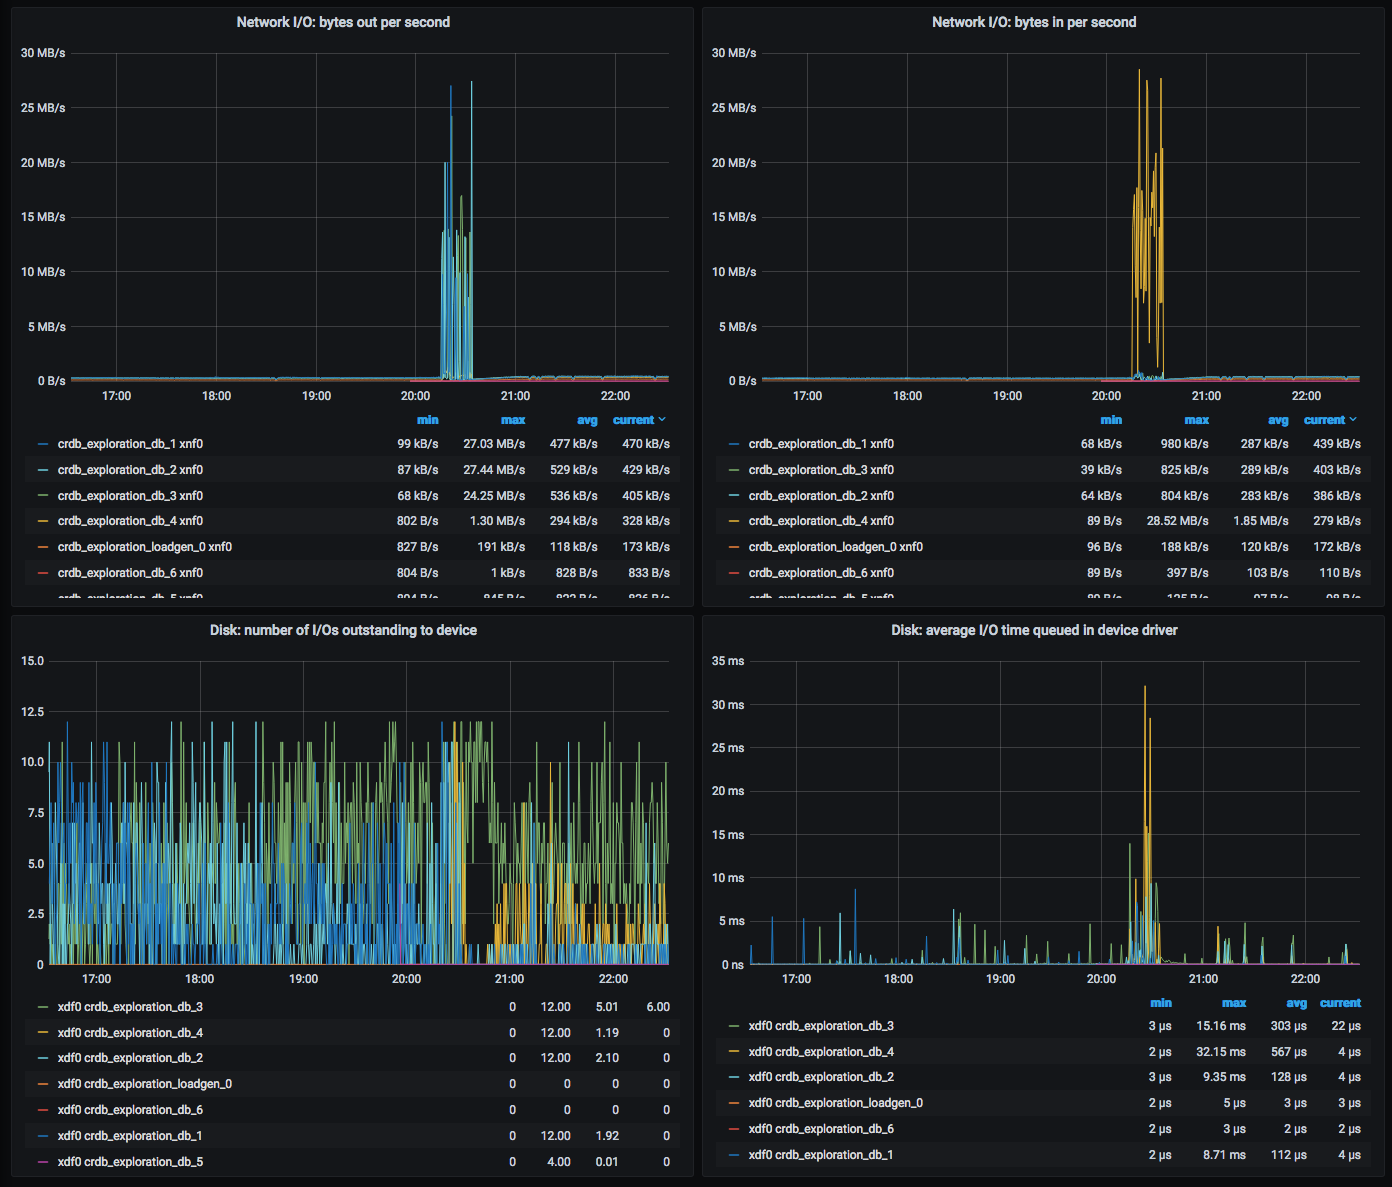 Network I/O: bytes out per second
30 MB/s
25 MB/s
20 MB/s
15 MB/s
10 MB/s
5 MB/s
0 B/s
17:00 18:00 19:00 20:00 21:00 22:00
min max avg current
crdb_exploration_db_1 xnf0 99 kB/s 27.03 MB/s 477 kB/s 470 kB/s
crdb_exploration_db_2 xnf0 87 kB/s 27.44 MB/s 529 kB/s 429 kB/s
crdb_exploration_db_3 xnf0 68 kB/s 24.25 MB/s 536 kB/s 405 kB/s
crdb_exploration_db_4 xnf0 802 B/s 1.30 MB/s 294 kB/s 328 kB/s
crdb_exploration_loadgen_0 xnf0 827 B/s 191 kB/s 118 kB/s 173 kB/s
crdb_exploration_db_6 xnf0 804 B/s 1 kB/s 828 B/s 833 B/s
crdb_exploration_db_5 xnf0
Network I/O: bytes in per second
30 MB/s
25 MB/s
20 MB/s
15 MB/s
10 MB/s
5 MB/s
0 B/s
17:00 18:00 19:00 20:00 21:00 22:00
min max avg current
crdb_exploration_db_1 xnf0 68 kB/s 980 kB/s 287 kB/s 439 kB/s
crdb_exploration_db_3 xnf0 39 kB/s 825 kB/s 289 kB/s 403 kB/s
crdb_exploration_db_2 xnf0 64 kB/s 804 kB/s 283 kB/s 386 kB/s
crdb_exploration_db_4 xnf0 89 B/s 28.52 MB/s 1.85 MB/s 279 kB/s
crdb_exploration_loadgen_0 xnf0 96 B/s 188 kB/s 120 kB/s 172 kB/s
crdb_exploration_db_6 xnf0 89 B/s 397 B/s 103 B/s 110 B/s
crdb_exploration_db_5 xnf0
Disk: number of I/Os outstanding to device
15.0
12.5
10.0
7.5
5.0
2.5
0
17:00 18:00 19:00 20:00 21:00 22:00
xdf0 crdb_exploration_db_3 0 12.00 5.01 6.00
xdf0 crdb_exploration_db_4 0 12.00 1.19 0
xdf0 crdb_exploration_db_2 0 12.00 2.10 0
xdf0 crdb_exploration_loadgen_0 0 0 0 0
xdf0 crdb_exploration_db_6 0 0 0 0
xdf0 crdb_exploration_db_1 0 12.00 1.92 0
xdf0 crdb_exploration_db_5 0 4.00 0.01 0
Disk: average I/O time queued in device driver
35 ms
30 ms
25 ms
20 ms
15 ms
10 ms
5 ms
0 ns
17:00 18:00 19:00 20:00 21:00 22:00
min max avg current
xdf0 crdb_exploration_db_3 3 µs 15.16 ms 303 µs 22 µs
xdf0 crdb_exploration_db_4 2 µs 32.15 ms 567 µs 4 µs
xdf0 crdb_exploration_db_2 3 µs 9.35 ms 128 µs 4 µs
xdf0 crdb_exploration_loadgen_0 2 µs 5 µs 3 µs 3 µs
xdf0 crdb_exploration_db_6 2 µs 3 µs 2 µs 2 µs
xdf0 crdb_exploration_db_1 2 µs 8.71 ms 112 µs 4 µs